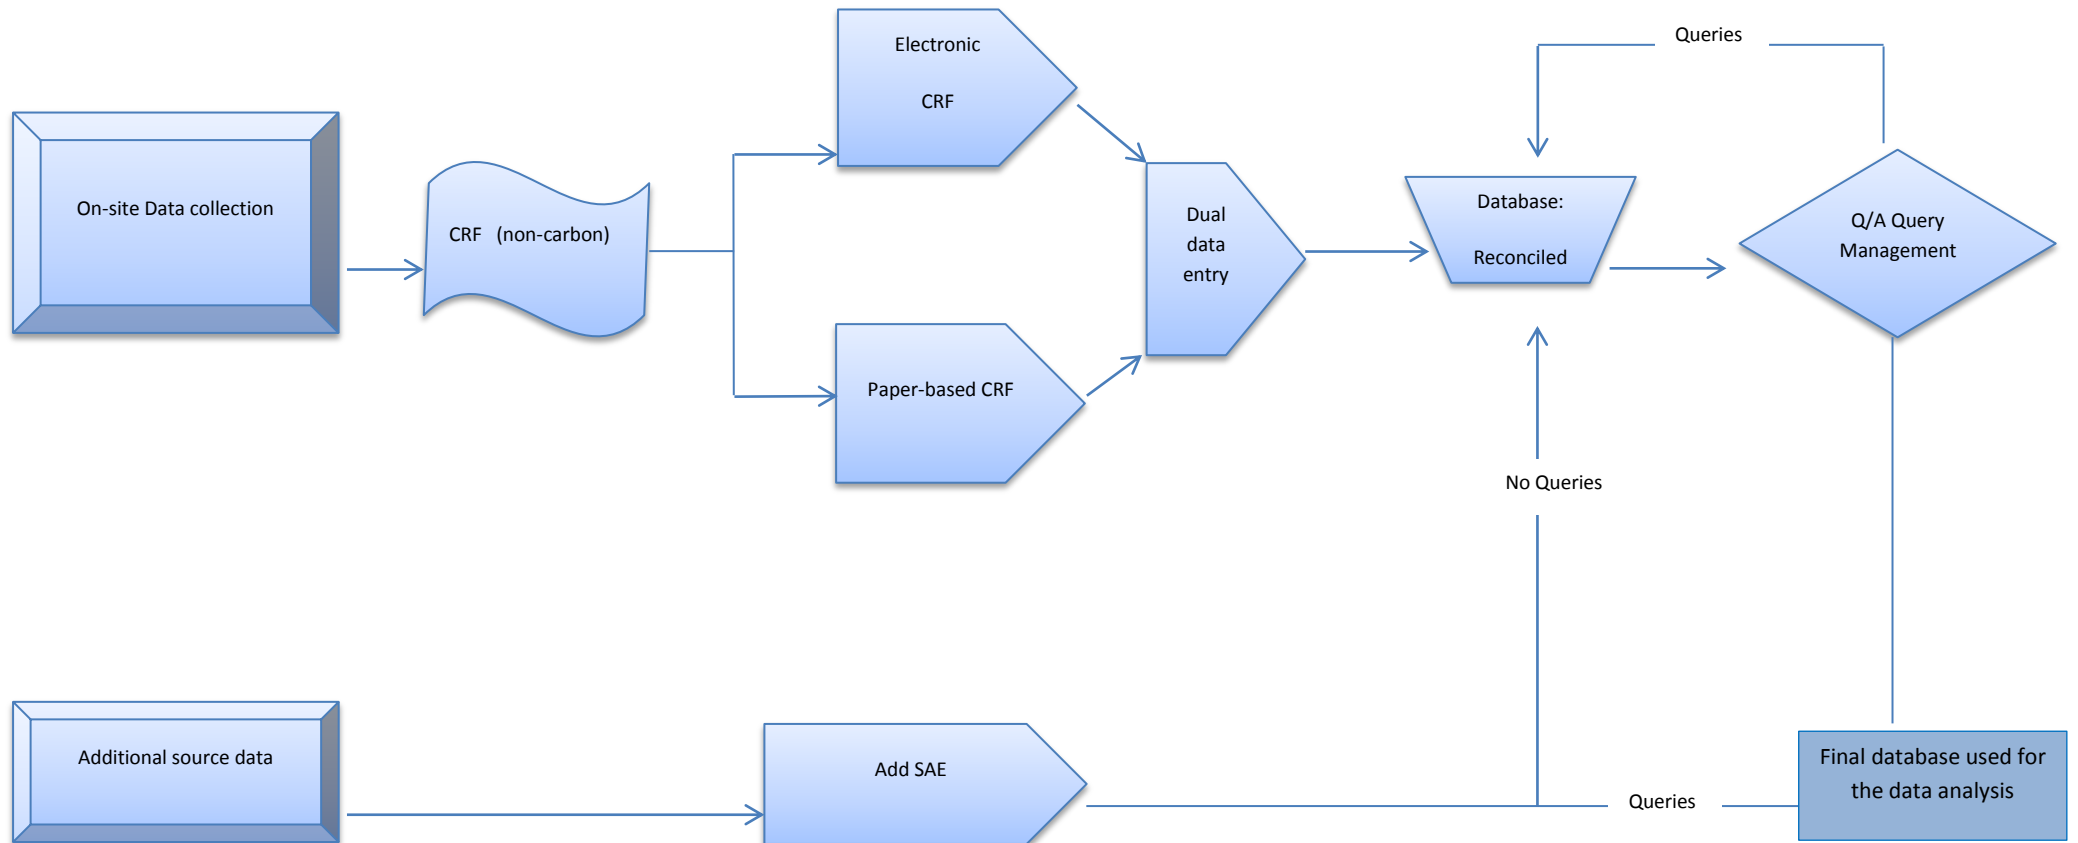 Electronic
CRF
Queries
On-site Data collection
CRF (non-carbon)
Dual
data
entry
Database:
Reconciled
Q/A Query
Management
Paper-based CRF
No Queries
Additional source data
Add SAE
Queries
Final database used for
the data analysis